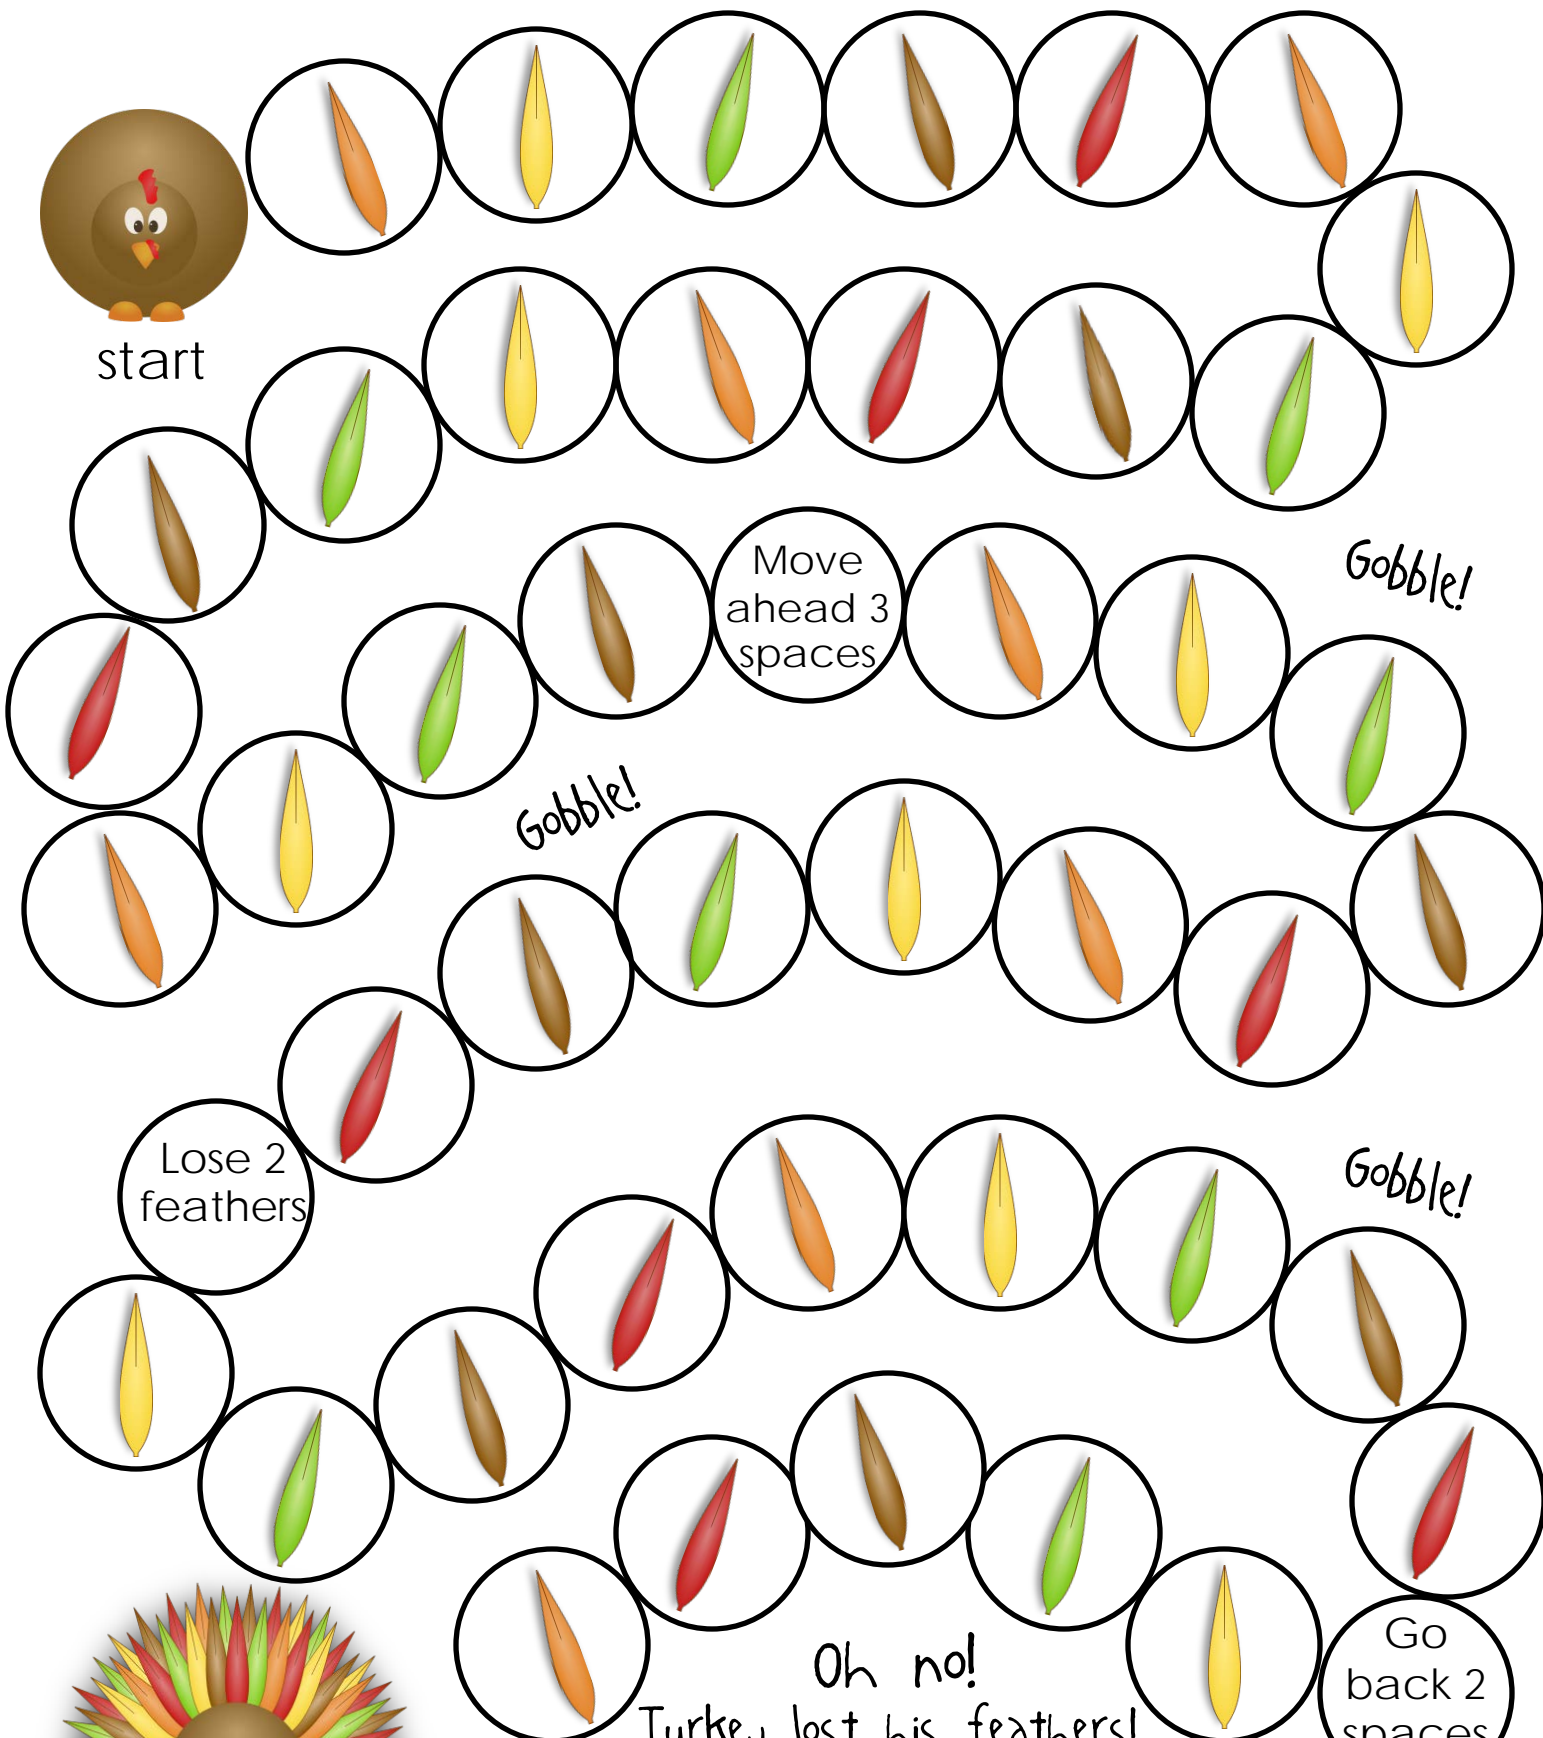 start
Gobble!
Move
ahead 3
spaces
Gobble!
Lose 2
feathers
Gobble!
Oh no!
Turkey lost his feathers!
Go
back 2
spaces